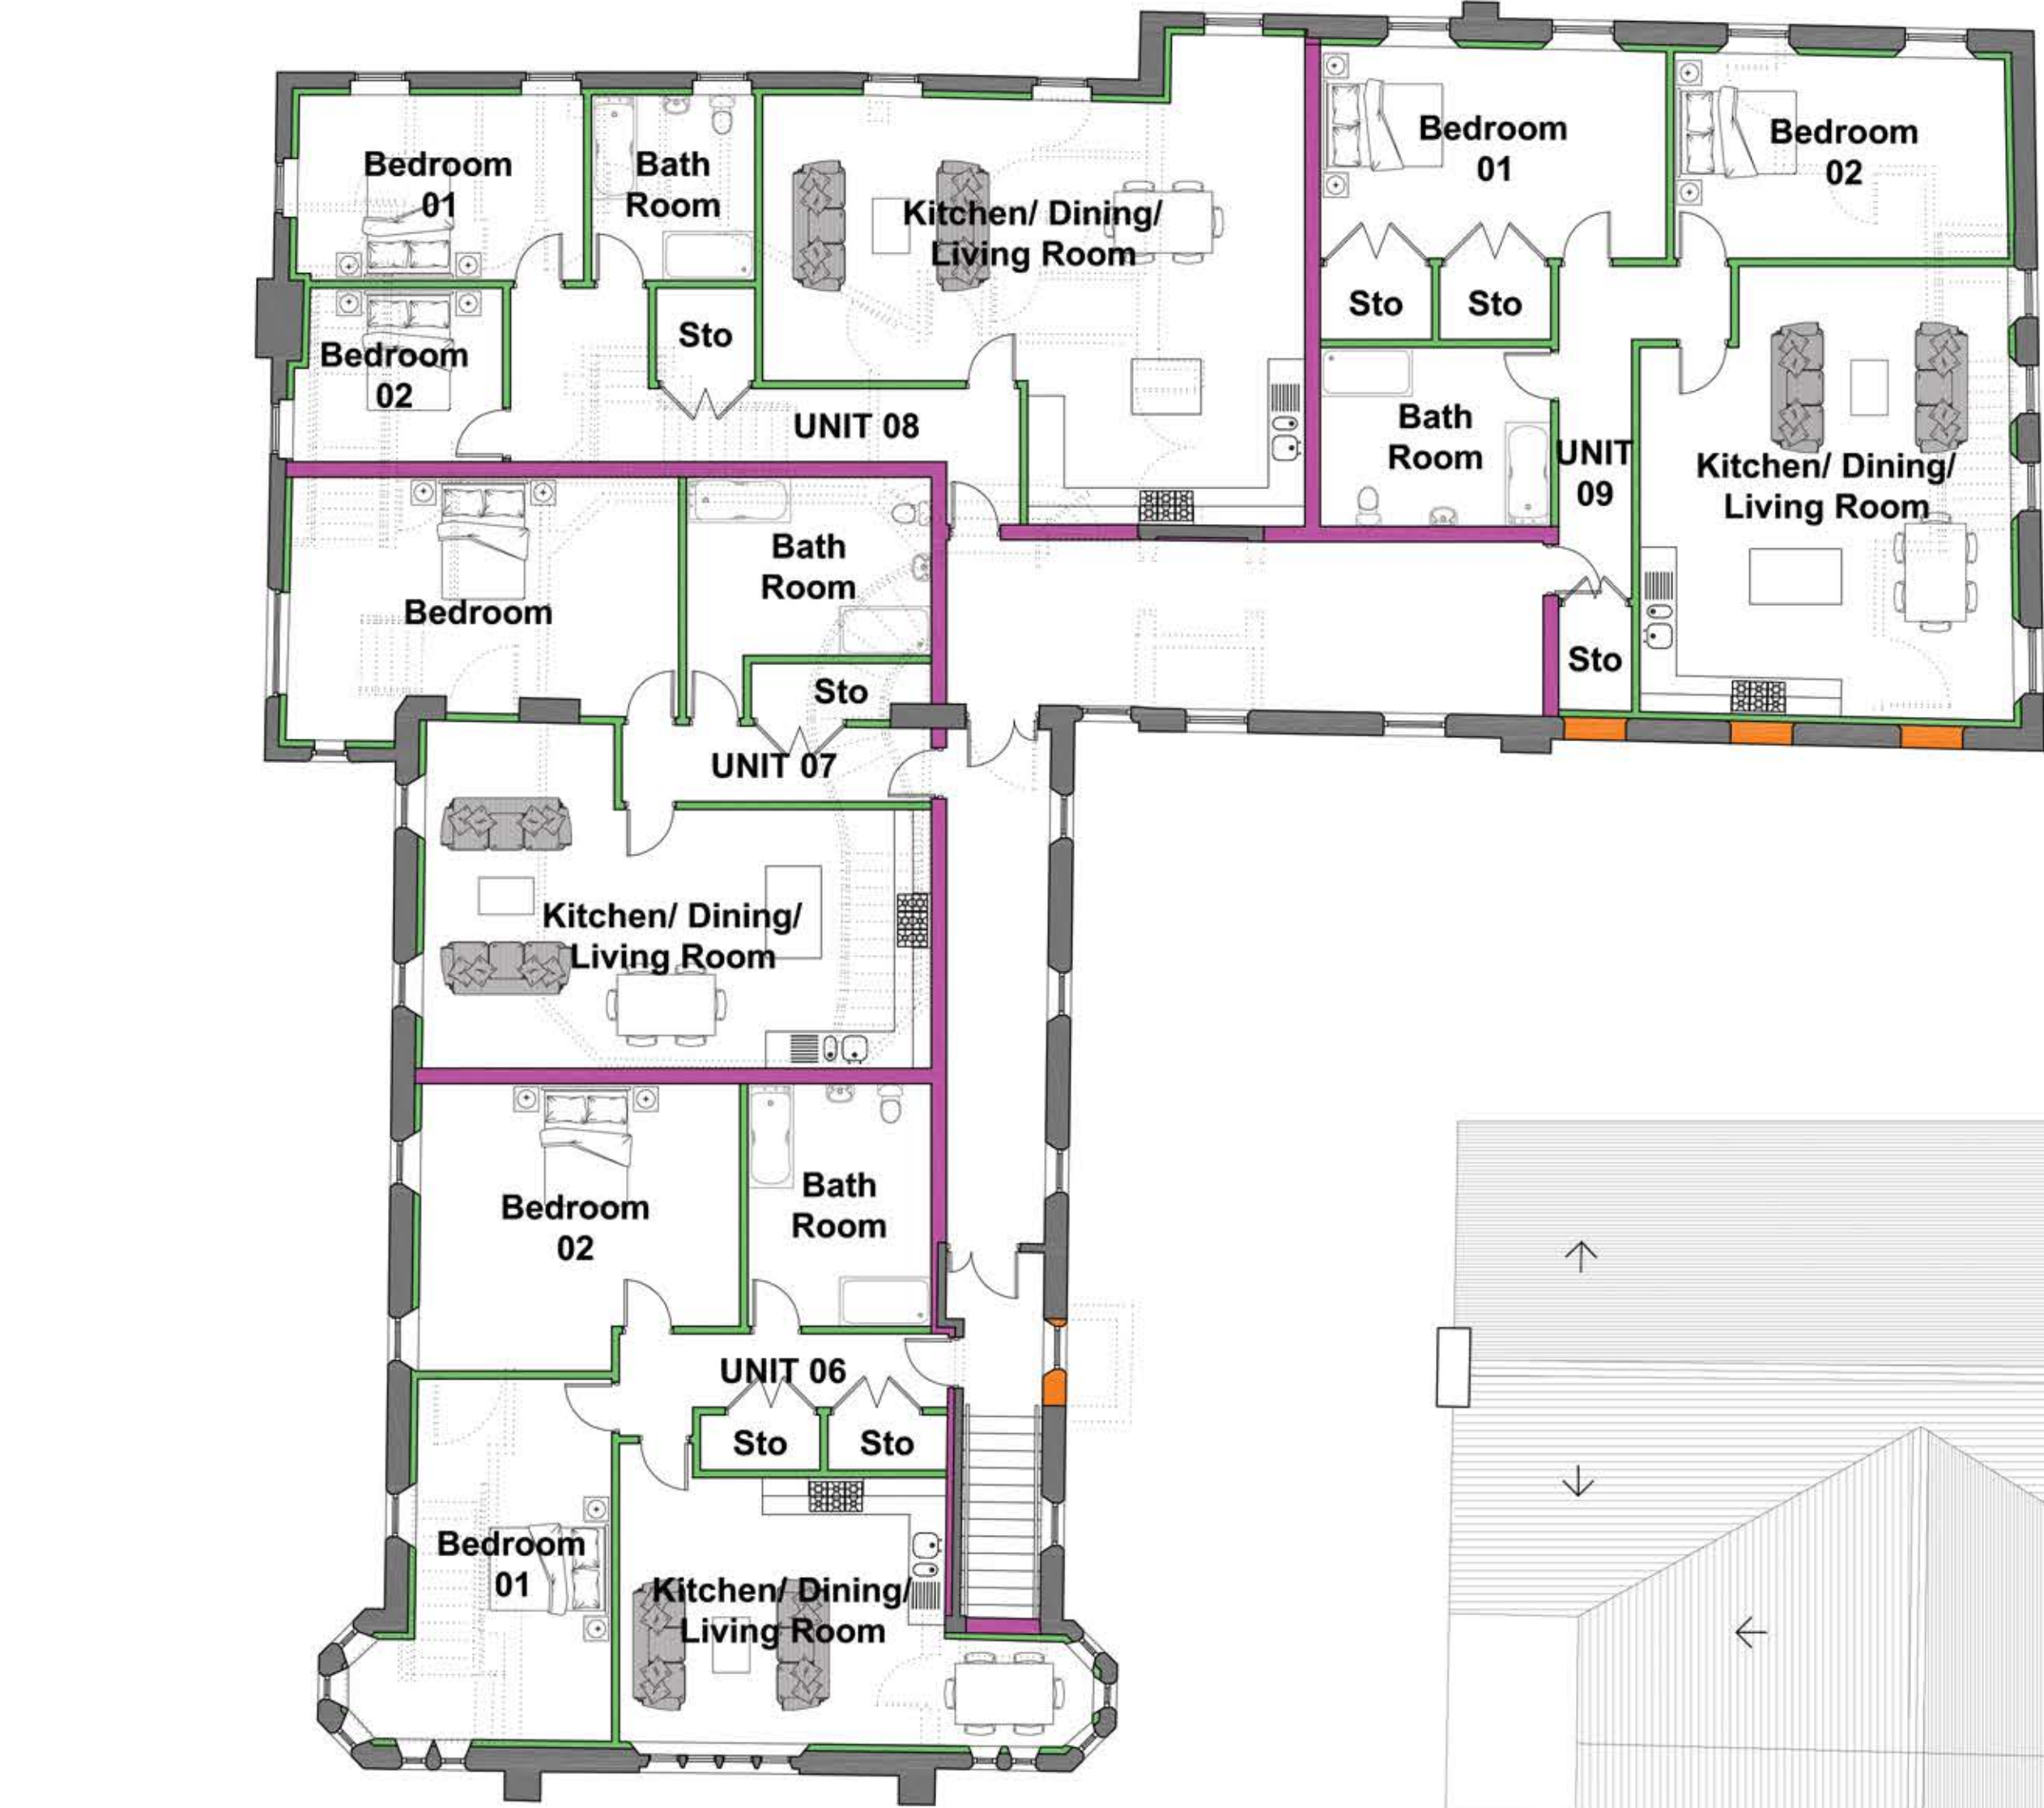 Bedroom
01
Bath
Room
Kitchen/ Dining/
Living Room
Bedroom
01
Bedroom
02
Sto
Bedroom
02
UNIT 08
Sto
Sto
Bath
Room
UNIT
09
Kitchen/ Dining/
Living Room
Sto
Bedroom
Bath
Room
Sto
UNIT 07
Kitchen/ Dining/
Living Room
Bedroom
02
Bath
Room
UNIT 06
Sto
Sto
Bedroom
01
Kitchen/ Dining/
Living Room